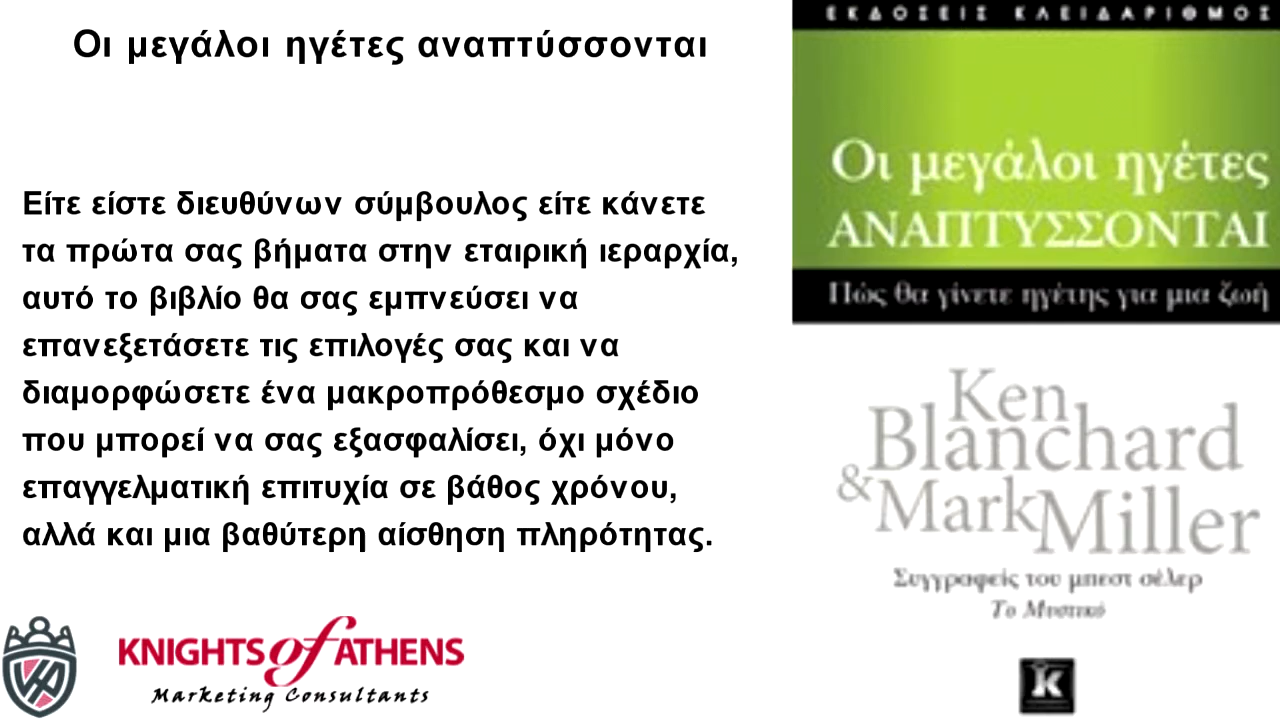 Οι μεγάλοι ηγέτες αναπτύσσονται
Είτε είστε διευθύνων σύμβουλος είτε κάνετε
τα πρώτα σας βήματα στην εταιρική ιεραρχία,
αυτό το βιβλίο θα σας εμπνεύσει να
επανεξετάσετε τις επιλογές σας και να
διαμορφώσετε ένα μακροπρόθεσμο σχέδιο
που μπορεί να σας εξασφαλίσει, όχι μόνο
επαγγελματική επιτυχία σε βάθος χρόνου,
αλλά και μια βαθύτερη αίσθηση πληρότητας.
KNIGHTS of ATHENS
Marketing Consultants
ΕΚΔΟΣΕΙΣ ΚΛΕΙΔΑΡΙΘΜΟΣ
Οι μεγάλοι ηγέτες
ΑΝΑΠΤΥΣΣΟΝΤΑΙ
Πώς θα γίνετε ηγέτης για μια ζωή
Ken
Blanchard
& Mark
Miller
Συγγραφείς του μπεστ σέλερ
Το Μυστικό